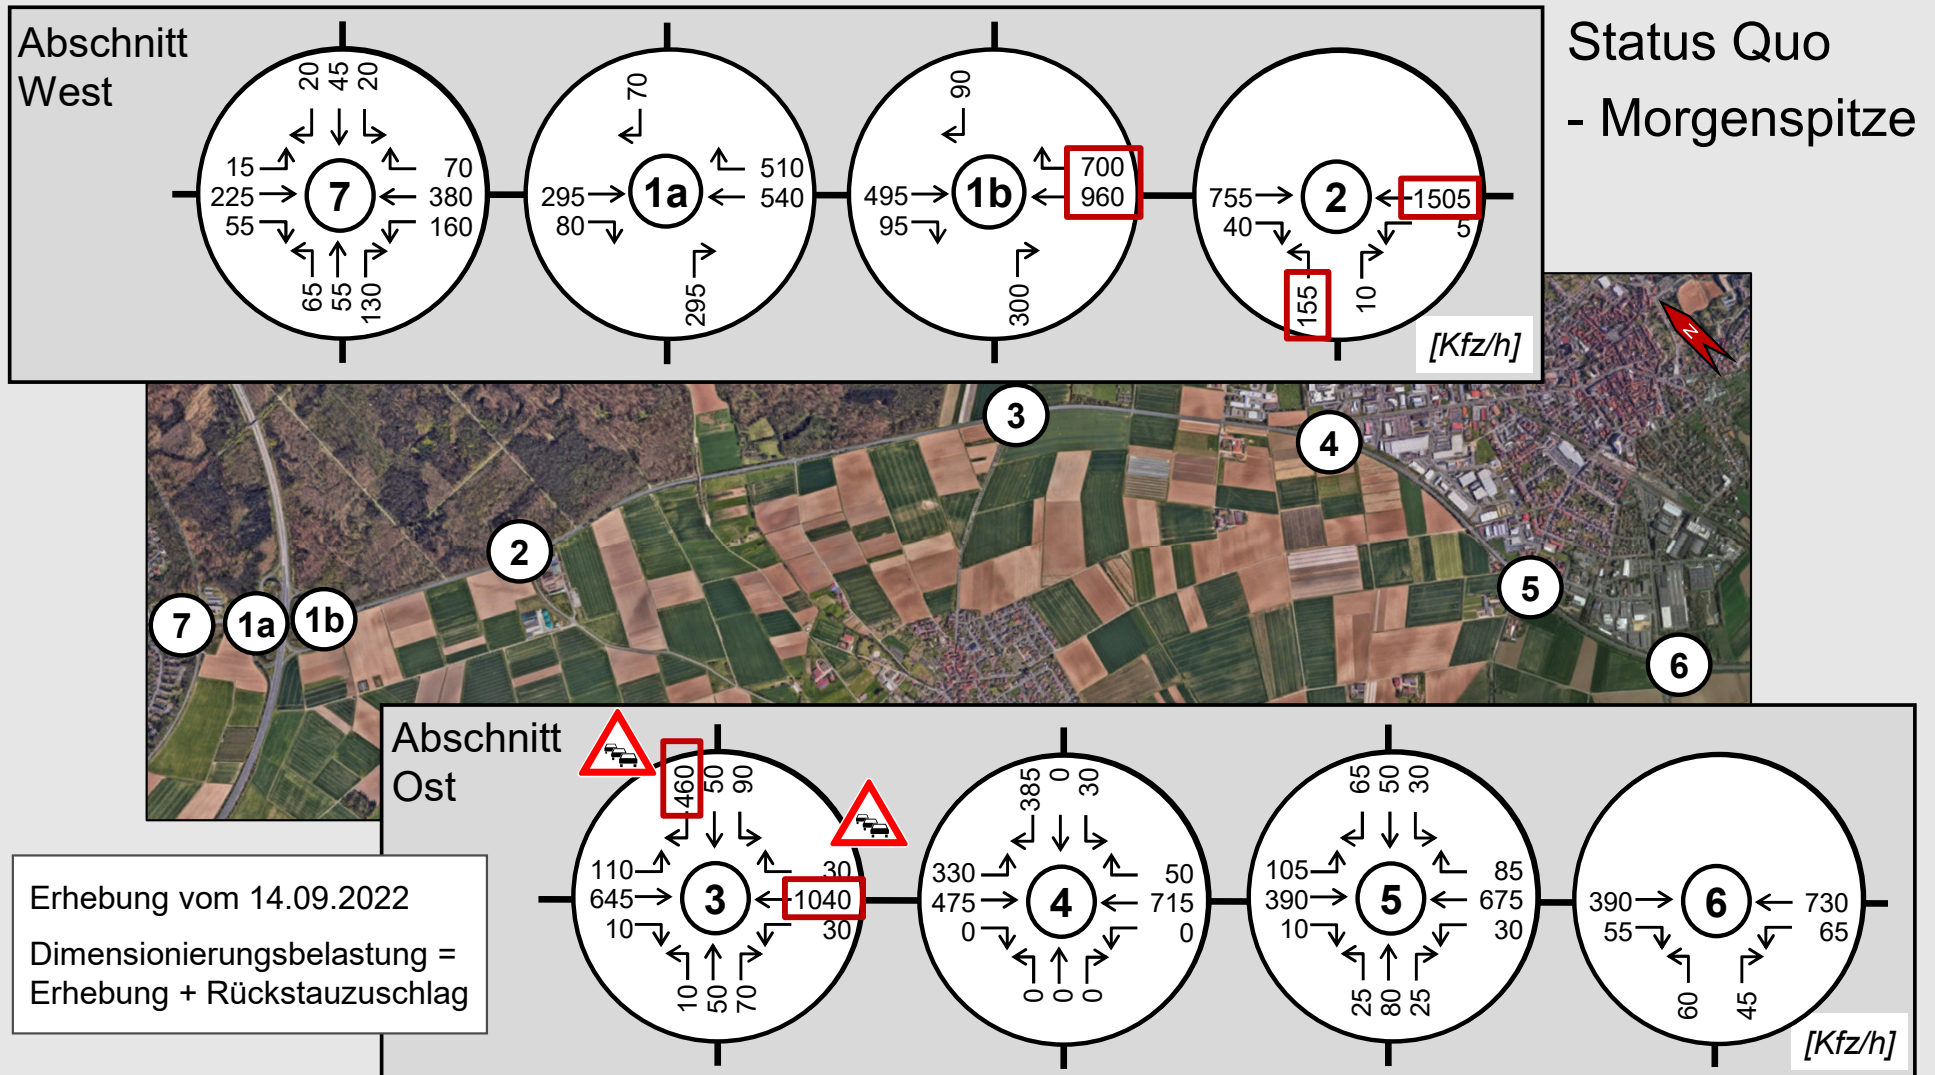 Abschnitt
West
20 45 20
15
225
55
7
70
380
160
65 55 130
70
295
80
1a
510
540
295
90
495
95
1b
700
960
300
755
40
2
1505
5
155 10
[Kfz/h]
Status Quo
- Morgenspitze
N
3
4
2
5
7 1a 1b
6
Abschnitt
Ost
460 50 90
110
645
10
3
30
1040
30
10 50 70
385 0 30
330
475
0
4
50
715
0
0 0 0
65 50 30
105
390
10
5
85
675
30
25 80 25
390
55
6
730
65
60 45
[Kfz/h]
Erhebung vom 14.09.2022
Dimensionierungsbelastung =
Erhebung + Rückstauzuschlag